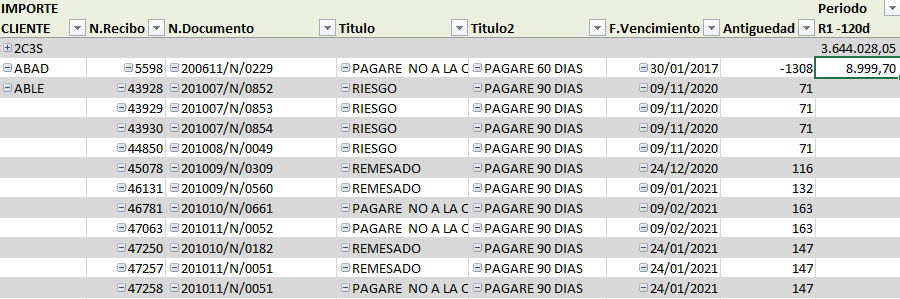 IMPORTE Periodo
CLIENTE N.Recibo N.Documento Titulo Titulo2 F.Vencimiento Antiguedad R1 -120d
2C3S 3.644.028,05
ABAD 5598 200611/N/0229 PAGARE NO A LA C PAGARE 60 DIAS 30/01/2017 -1308 8.999,70
ABLE 43928 201007/N/0852 RIESGO PAGARE 90 DIAS 09/11/2020 71
43929 201007/N/0853 RIESGO PAGARE 90 DIAS 09/11/2020 71
43930 201007/N/0854 RIESGO PAGARE 90 DIAS 09/11/2020 71
44850 201008/N/0049 RIESGO PAGARE 90 DIAS 09/11/2020 71
45078 201009/N/0309 REMESADO PAGARE 90 DIAS 24/12/2020 116
46131 201009/N/0560 REMESADO PAGARE 90 DIAS 09/01/2021 132
46781 201010/N/0661 PAGARE NO A LA C PAGARE 90 DIAS 09/02/2021 163
47063 201011/N/0052 PAGARE NO A LA C PAGARE 90 DIAS 09/02/2021 163
47250 201010/N/0182 REMESADO PAGARE 90 DIAS 24/01/2021 147
47257 201011/N/0051 REMESADO PAGARE 90 DIAS 24/01/2021 147
47258 201011/N/0051 PAGARE NO A LA C PAGARE 90 DIAS 24/01/2021 147